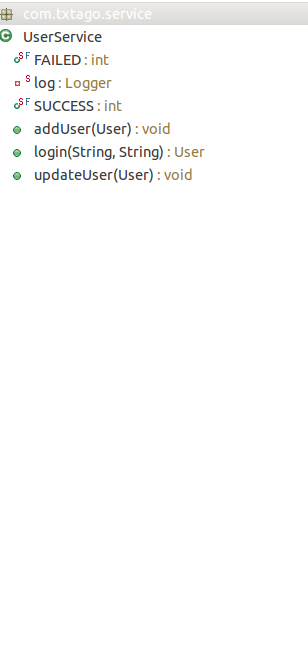 com.txtago.service
C UserService
S F FAILED : int
S log : Logger
S F SUCCESS : int
addUser(User) : void
login(String, String) : User
updateUser(User) : void